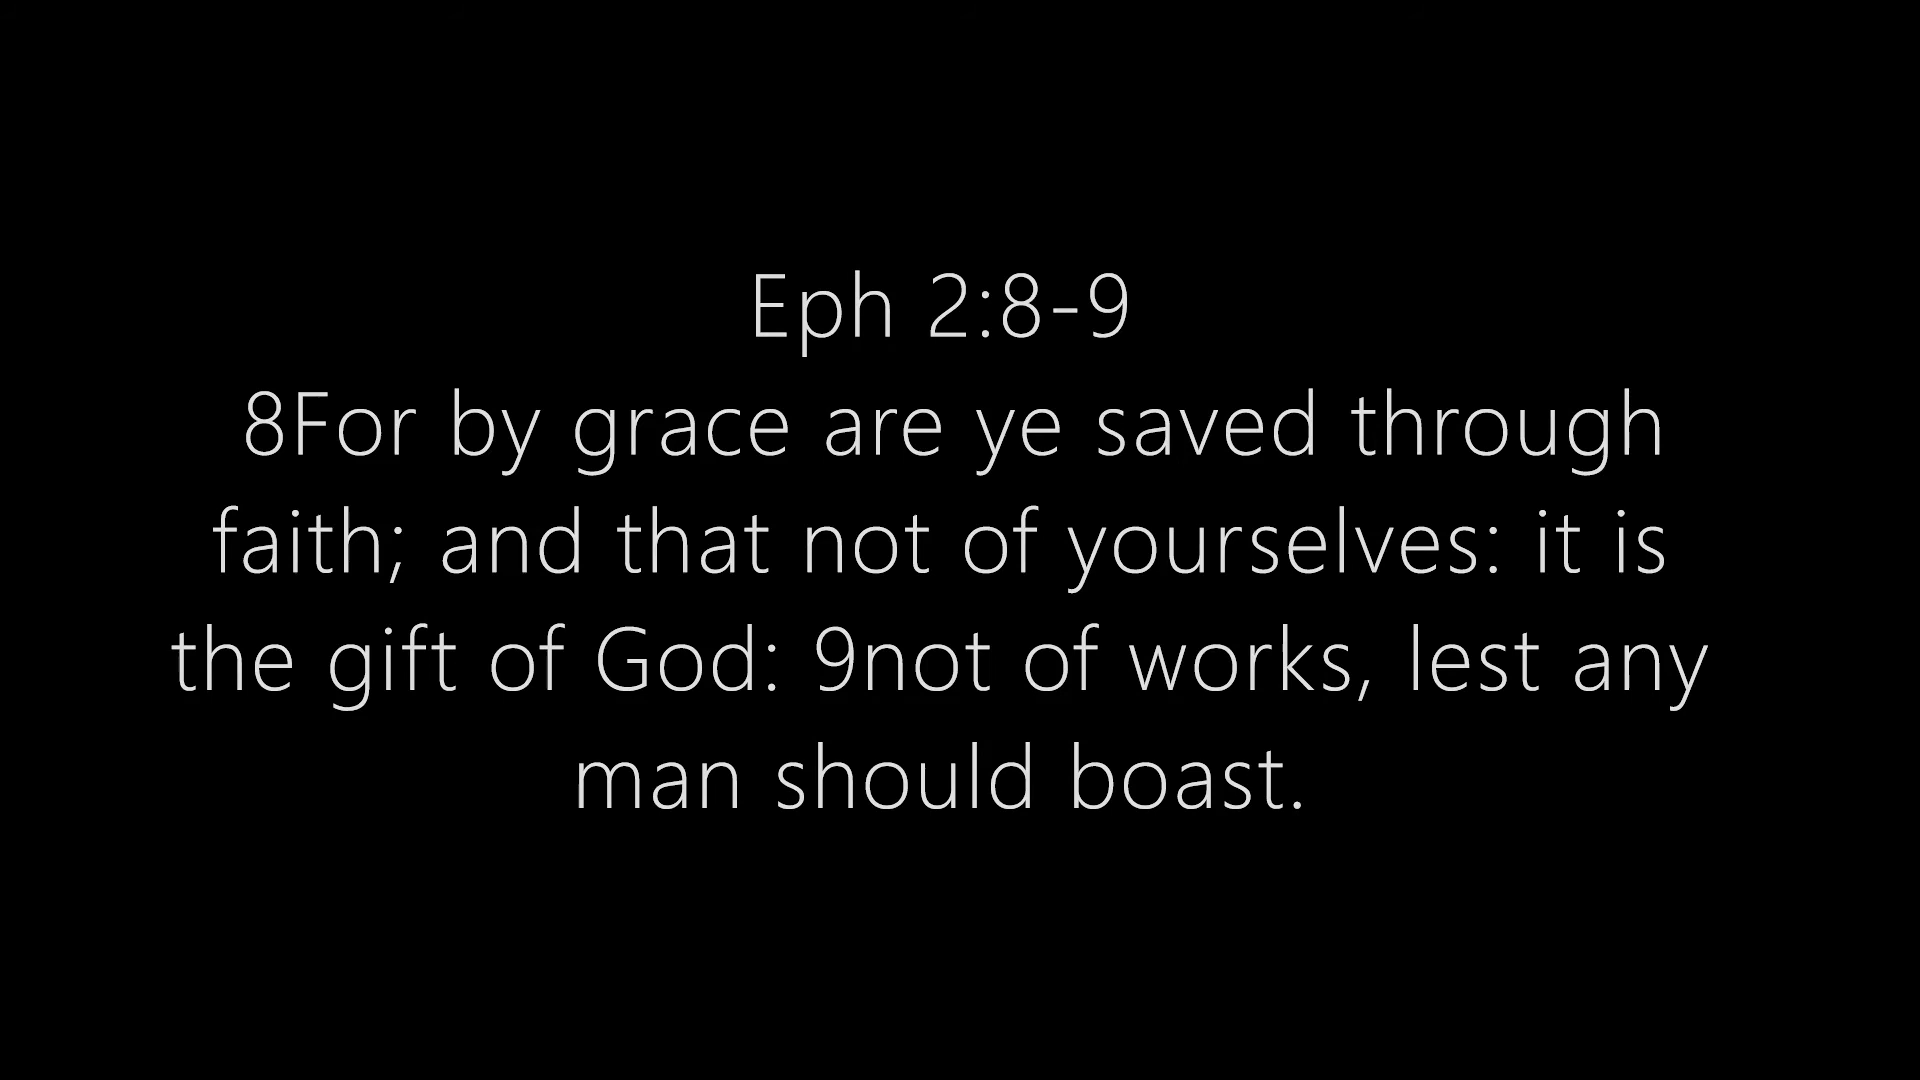 Eph 2:8-9
8For by grace are ye saved through
faith; and that not of yourselves: it is
the gift of God: 9not of works, lest any
man should boast.